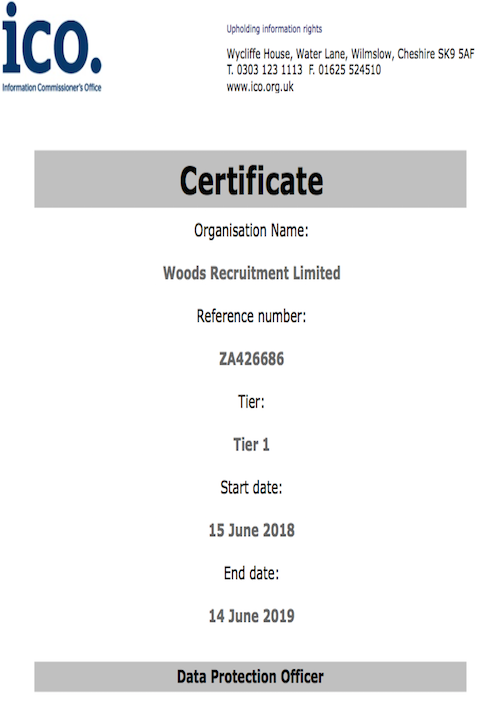 ico.
Information Commissioner's Office
Upholding information rights
Wycliffe House, Water Lane, Wilmslow, Cheshire SK9 5AF
T. 0303 123 1113 F. 01625 524510
www.ico.org.uk
Certificate
Organisation Name:
Woods Recruitment Limited
Reference number:
ZA426686
Tier:
Tier 1
Start date:
15 June 2018
End date:
14 June 2019
Data Protection Officer